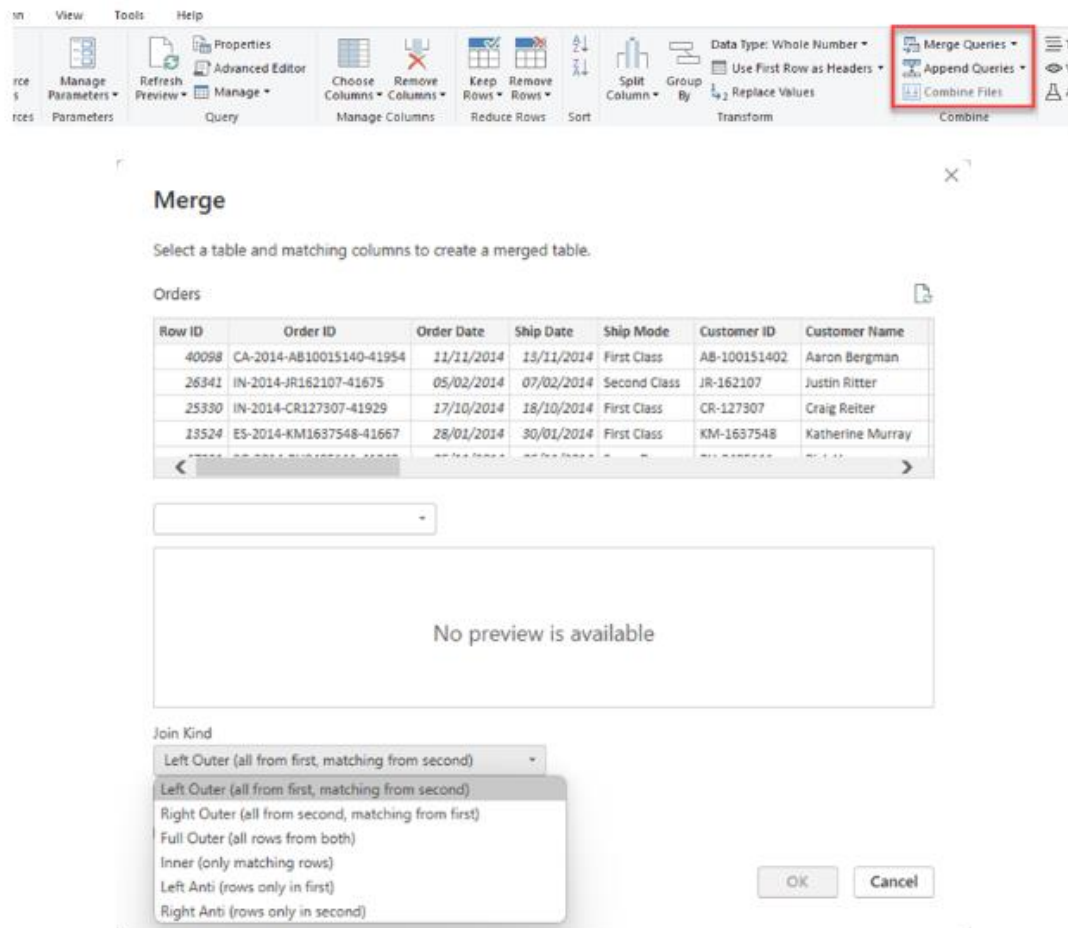 View Tools Help
Properties
Advanced Editor
Manage
Manage Parameters
Refresh Preview
Choose Columns
Remove Columns
Keep Rows
Remove Rows
Split Column
Group By
Data Type: Whole Number
Use First Row as Headers
Replace Values
Merge Queries
Append Queries
Combine Files
Parameters Query Manage Columns Reduce Rows Sort Transform Combine
Merge
Select a table and matching columns to create a merged table.
Orders
Row ID Order ID Order Date Ship Date Ship Mode Customer ID Customer Name
40098 CA-2014-AB10015140-41954 11/11/2014 13/11/2014 First Class AB-100151402 Aaron Bergman
26341 IN-2014-JR162107-41675 05/02/2014 07/02/2014 Second Class JR-162107 Justin Ritter
25330 IN-2014-CR127307-41929 17/10/2014 18/10/2014 First Class CR-127307 Craig Reiter
13524 ES-2014-KM1637548-41667 28/01/2014 30/01/2014 First Class KM-1637548 Katherine Murray
No preview is available
Join Kind
Left Outer (all from first, matching from second)
Left Outer (all from first, matching from second)
Right Outer (all from second, matching from first)
Full Outer (all rows from both)
Inner (only matching rows)
Left Anti (rows only in first)
Right Anti (rows only in second)
OK Cancel